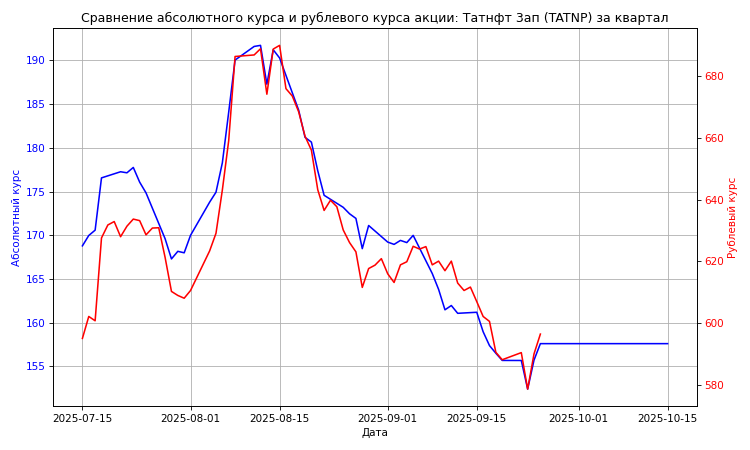 Сравнение абсолютного курса и рублевого курса акции: Татнфт 3ап (TATNP) за квартал
190
185
180
175
170
165
160
155
Абсолютный курс
680
660
640
620
600
580
Рублевый курс
2025-07-15 2025-08-01 2025-08-15 2025-09-01 2025-09-15 2025-10-01 2025-10-15
Дата